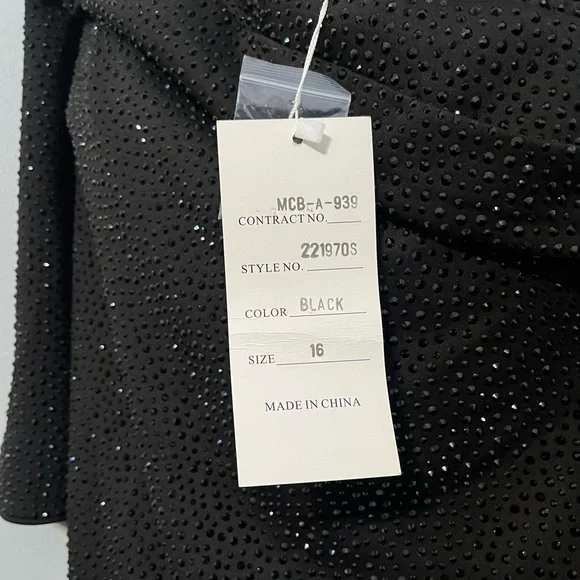 MCB-A-939
CONTRACT NO.
221970S
STYLE NO.
COLOR BLACK
SIZE 16
MADE IN CHINA